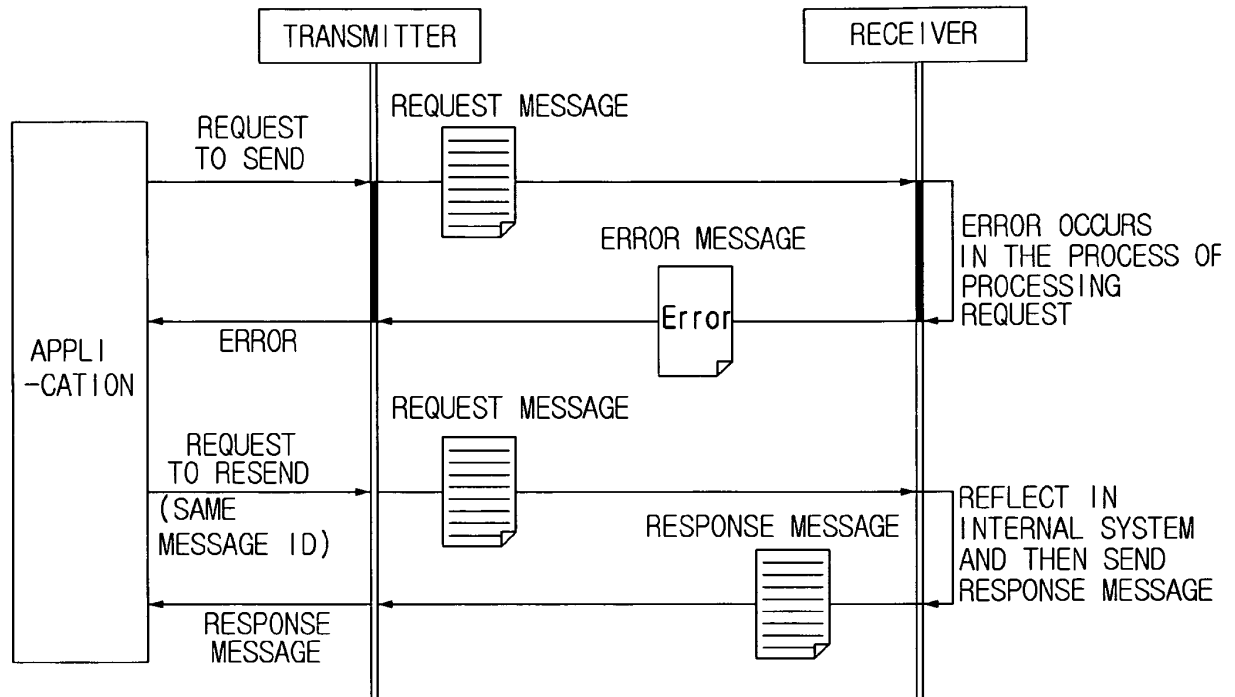 TRANSMITTER
RECEIVER
REQUEST MESSAGE
REQUEST
TO SEND
ERROR MESSAGE
Error
ERROR OCCURS
IN THE PROCESS OF
PROCESSING
REQUEST
ERROR
APPLI
-CATION
REQUEST MESSAGE
REQUEST
TO RESEND
(SAME
MESSAGE ID)
RESPONSE MESSAGE
REFLECT IN
INTERNAL SYSTEM
AND THEN SEND
RESPONSE MESSAGE
RESPONSE
MESSAGE